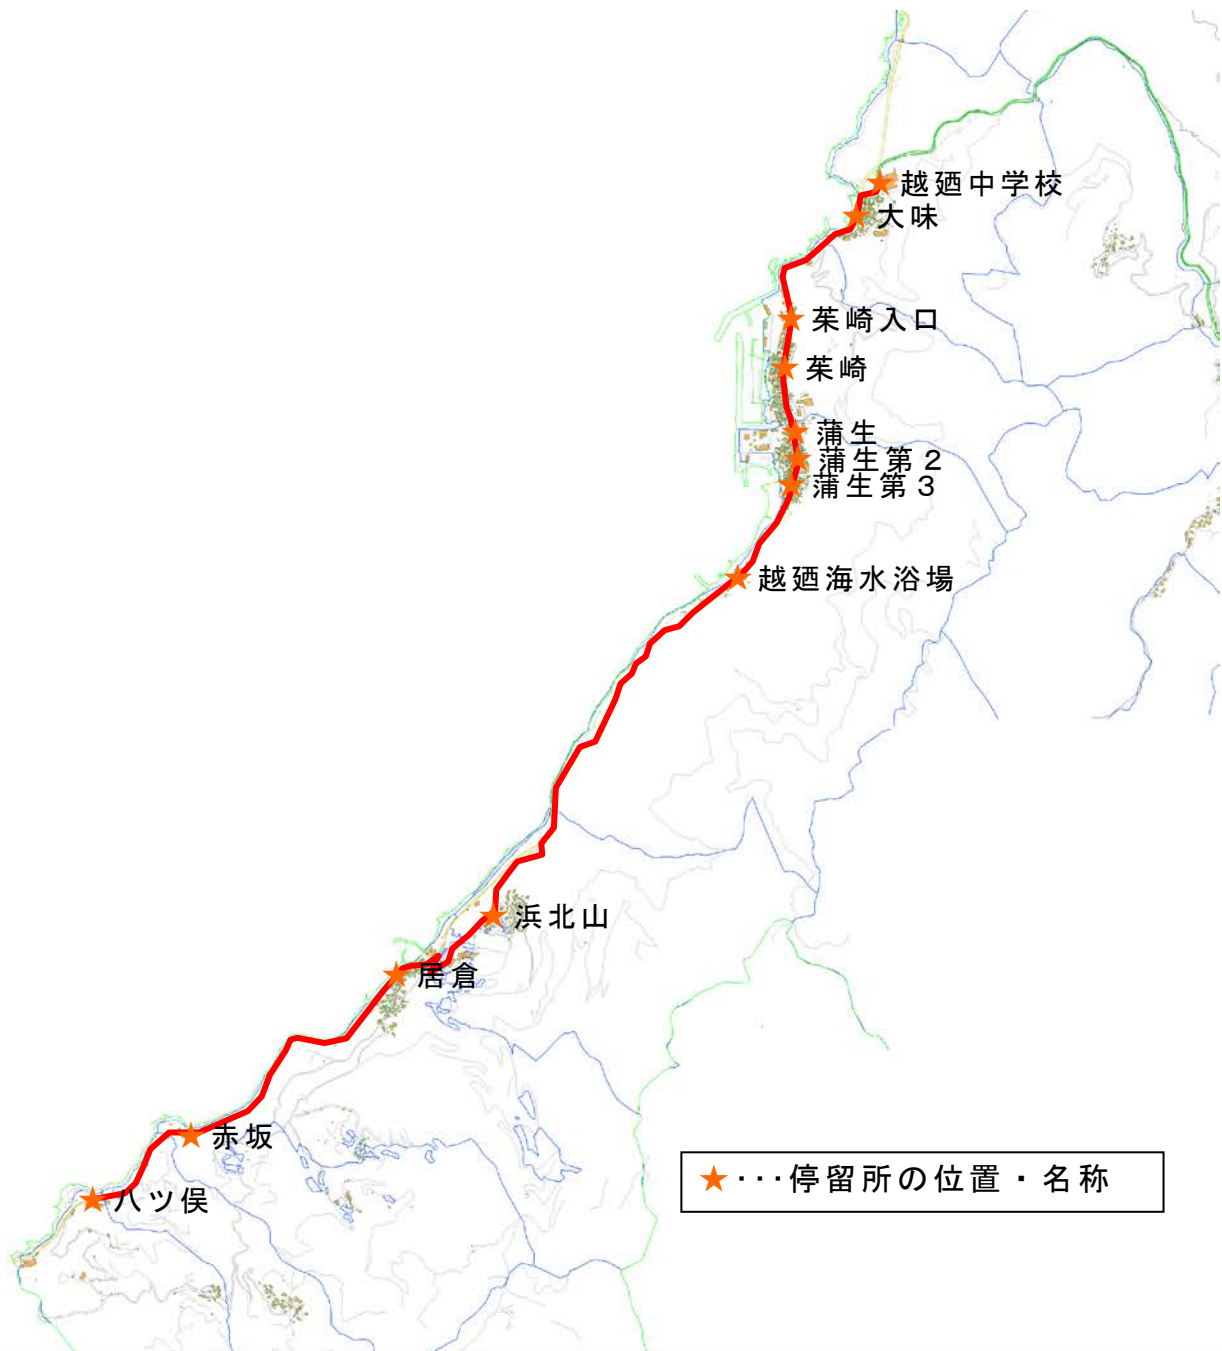 越廼中学校
大味
茱崎入口
茱崎
蒲生
蒲生第２
蒲生第３
越廼海水浴場
浜北山
居倉
赤坂
八ツ俣
★･･･停留所の位置・名称